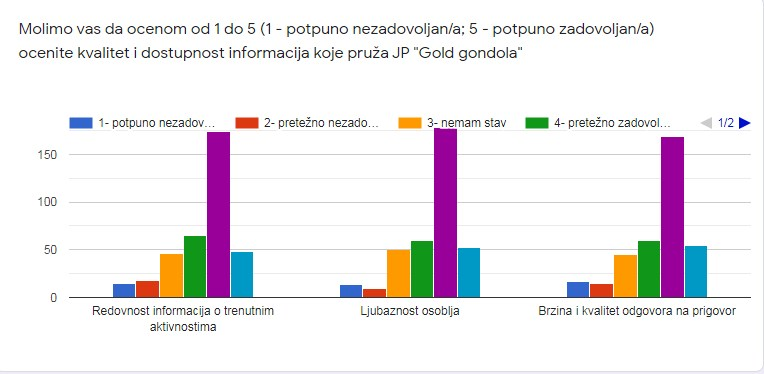 Molimo vas da ocenom od 1 do 5 (1 - potpuno nezadovoljan/a; 5 - potpuno zadovoljan/a)
ocenite kvalitet i dostupnost informacija koje pruža JP "Gold gondola"
1- potpuno nezadov...
2- pretežno nezado...
3- nemam stav
4- pretežno zadovol...
1/2
150
100
50
0
Redovnost informacija o trenutnim
aktivnostima
Ljubaznost osoblja
Brzina i kvalitet odgovora na prigovor